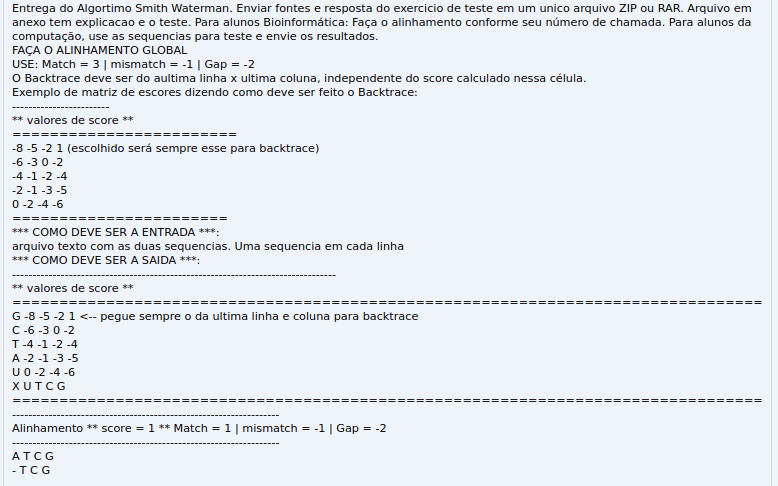 Entrega do Algortimo Smith Waterman. Enviar fontes e resposta do exercicio de teste em um unico arquivo ZIP ou RAR. Arquivo em
anexo tem explicacao e o teste. Para alunos Bioinformática: Faça o alinhamento conforme seu número de chamada. Para alunos da
computação, use as sequencias para teste e envie os resultados.
FAÇA O ALINHAMENTO GLOBAL
USE: Match = 3 | mismatch = -1 | Gap = -2
O Backtrace deve ser do aultima linha x ultima coluna, independente do score calculado nessa célula.
Exemplo de matriz de escores dizendo como deve ser feito o Backtrace:
------------------------
** valores de score **
========================
-8 -5 -2 1 (escolhido será sempre esse para backtrace)
-6 -3 0 -2
-4 -1 -2 -4
-2 -1 -3 -5
0 -2 -4 -6
=======================
*** COMO DEVE SER A ENTRADA ***:
arquivo texto com as duas sequencias. Uma sequencia em cada linha
*** COMO DEVE SER A SAIDA ***:
--------------------------------------------------------------------------------
** valores de score **
================================================================================
G -8 -5 -2 1 <-- pegue sempre o da ultima linha e coluna para backtrace
C -6 -3 0 -2
T -4 -1 -2 -4
A -2 -1 -3 -5
U 0 -2 -4 -6
X U T C G
================================================================================
------------------------------------------------------------------
Alinhamento ** score = 1 ** Match = 1 | mismatch = -1 | Gap = -2
------------------------------------------------------------------
A T C G
- T C G